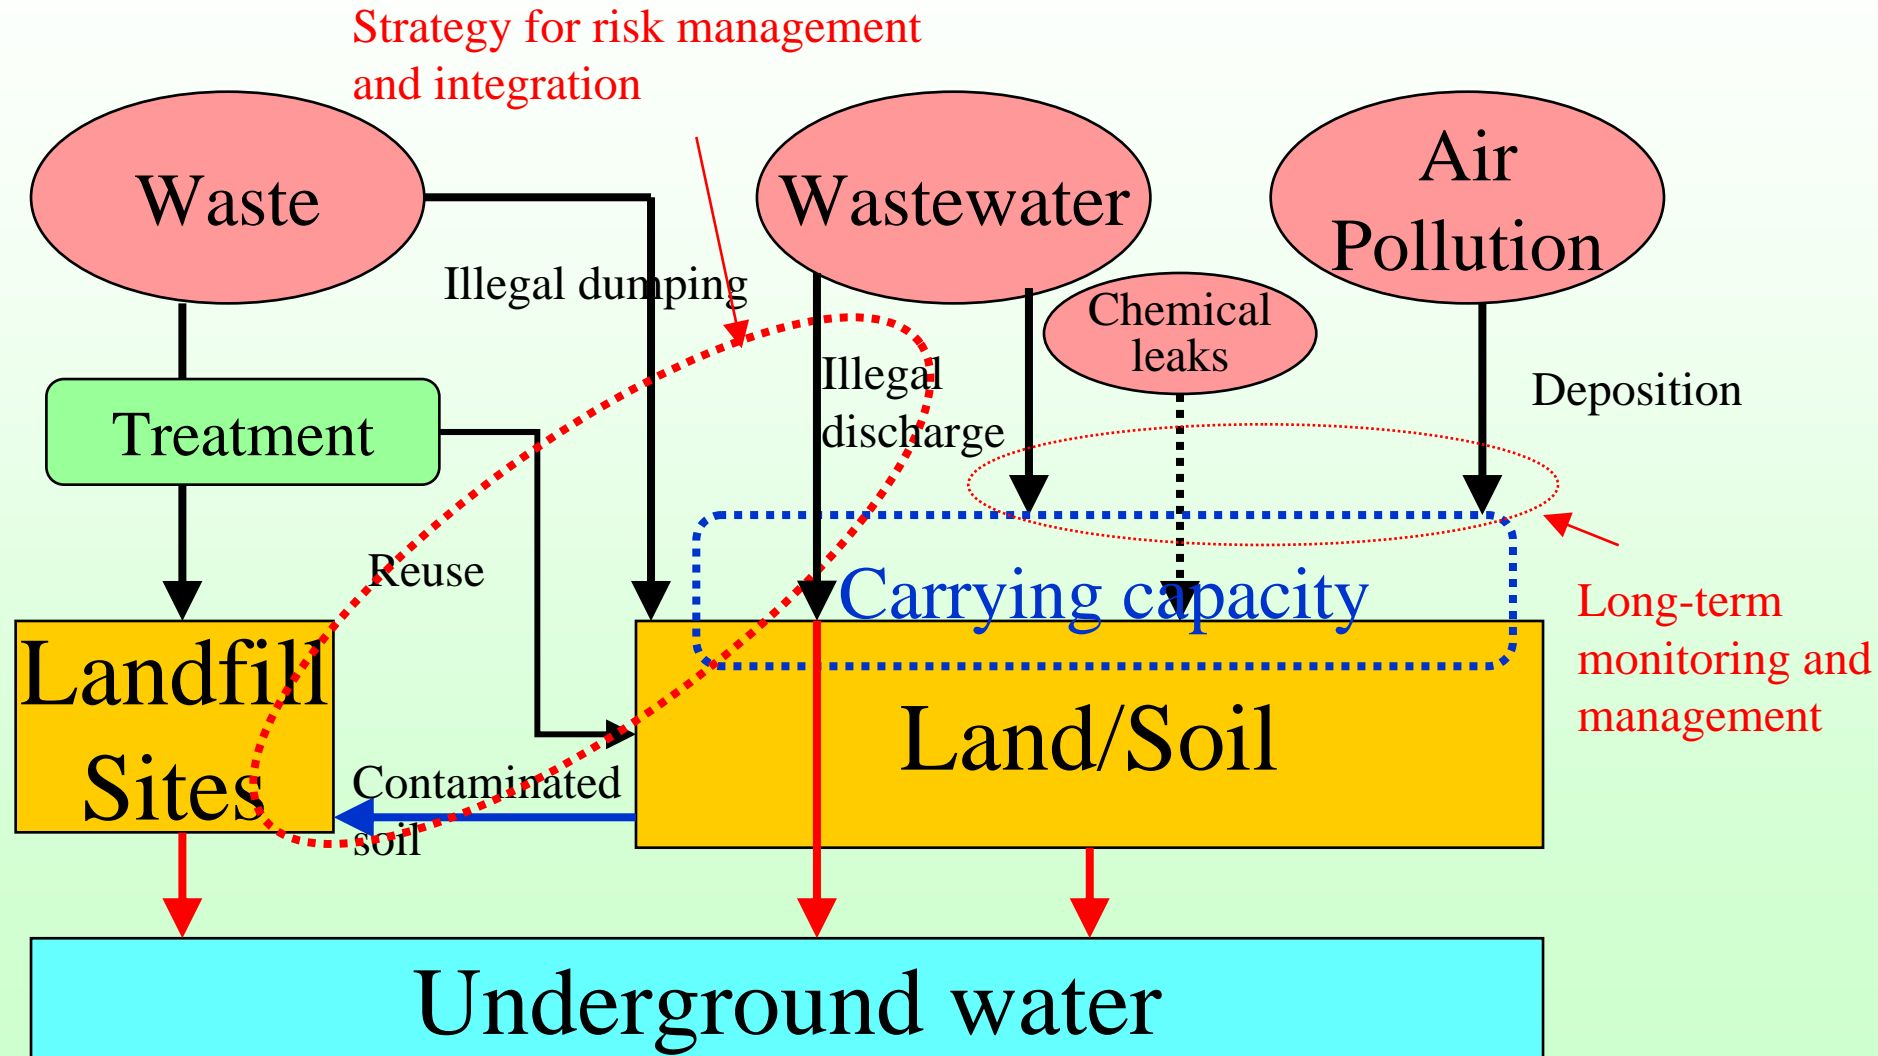 Strategy for risk management
and integration
Waste
Wastewater
Air
Pollution
Illegal dumping
Chemical
leaks
Illegal
discharge
Deposition
Treatment
Reuse
Carrying capacity
Long-term
monitoring and
management
Landfill
Sites
Land/Soil
Contaminated
soil
Underground water